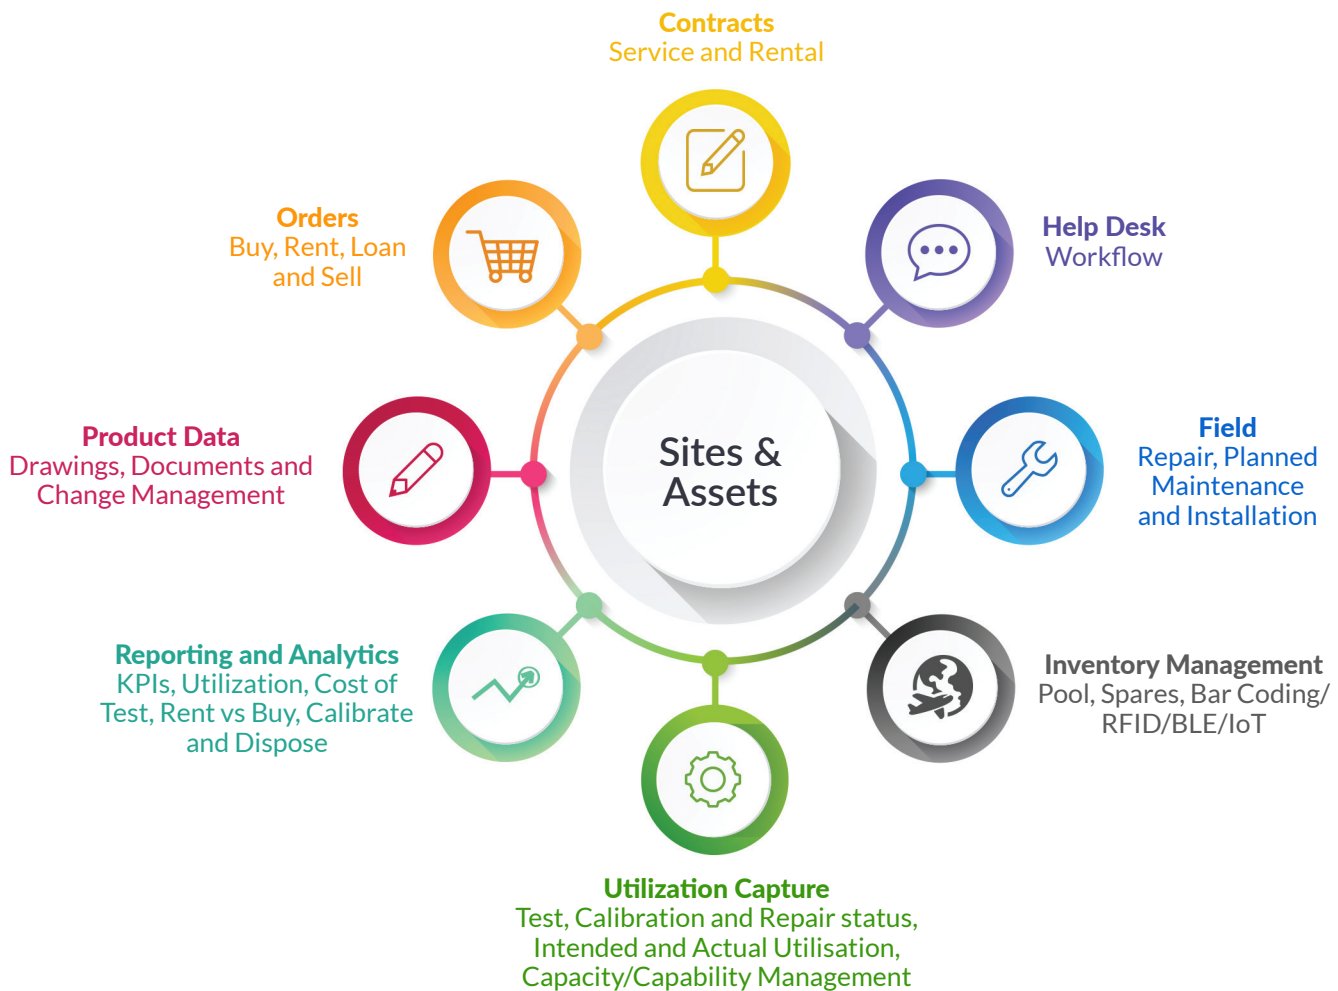 Contracts
Service and Rental
Orders
Buy, Rent, Loan
and Sell
Help Desk
Workflow
Product Data
Drawings, Documents and
Change Management
Sites &
Assets
Field
Repair, Planned
Maintenance
and Installation
Reporting and Analytics
KPIs, Utilization, Cost of
Test, Rent vs Buy, Calibrate
and Dispose
Inventory Management
Pool, Spares, Bar Coding/
RFID/BLE/IoT
Utilization Capture
Test, Calibration and Repair status,
Intended and Actual Utilisation,
Capacity/Capability Management